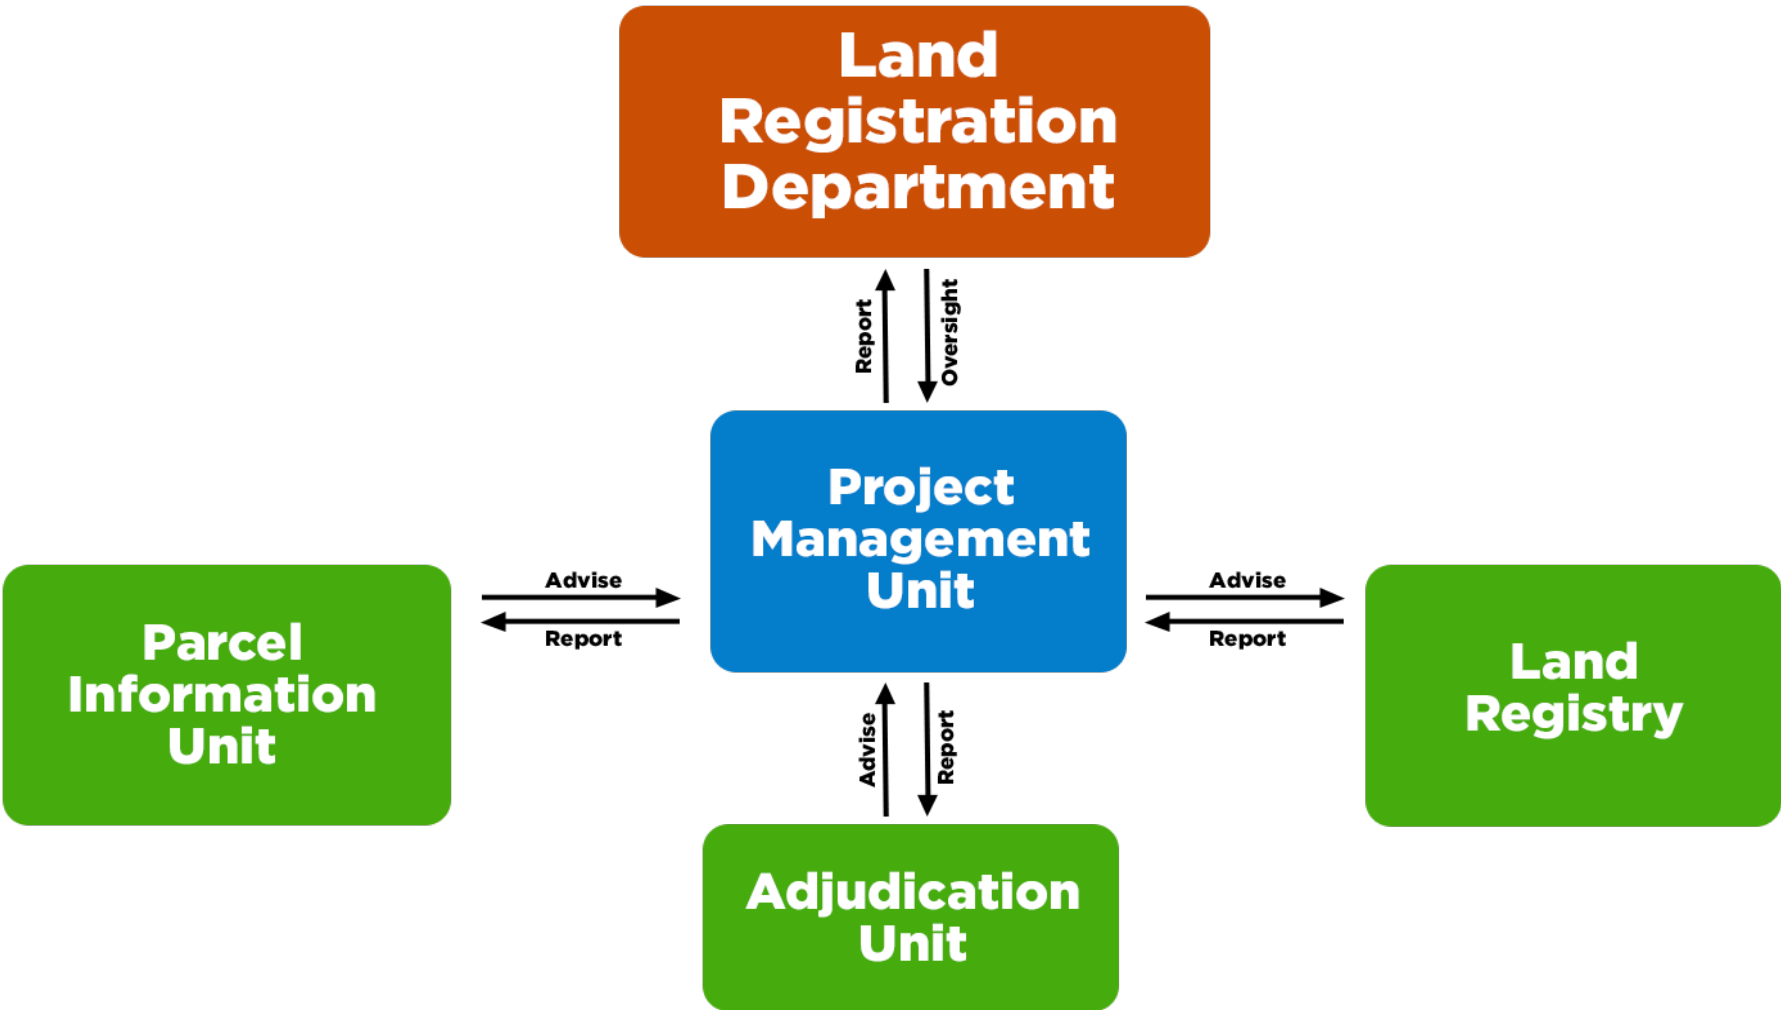 Land
Registration
Department
Report
Oversight
Project
Management
Unit
Advise
Report
Advise
Report
Parcel
Information
Unit
Land
Registry
Advise
Report
Adjudication
Unit